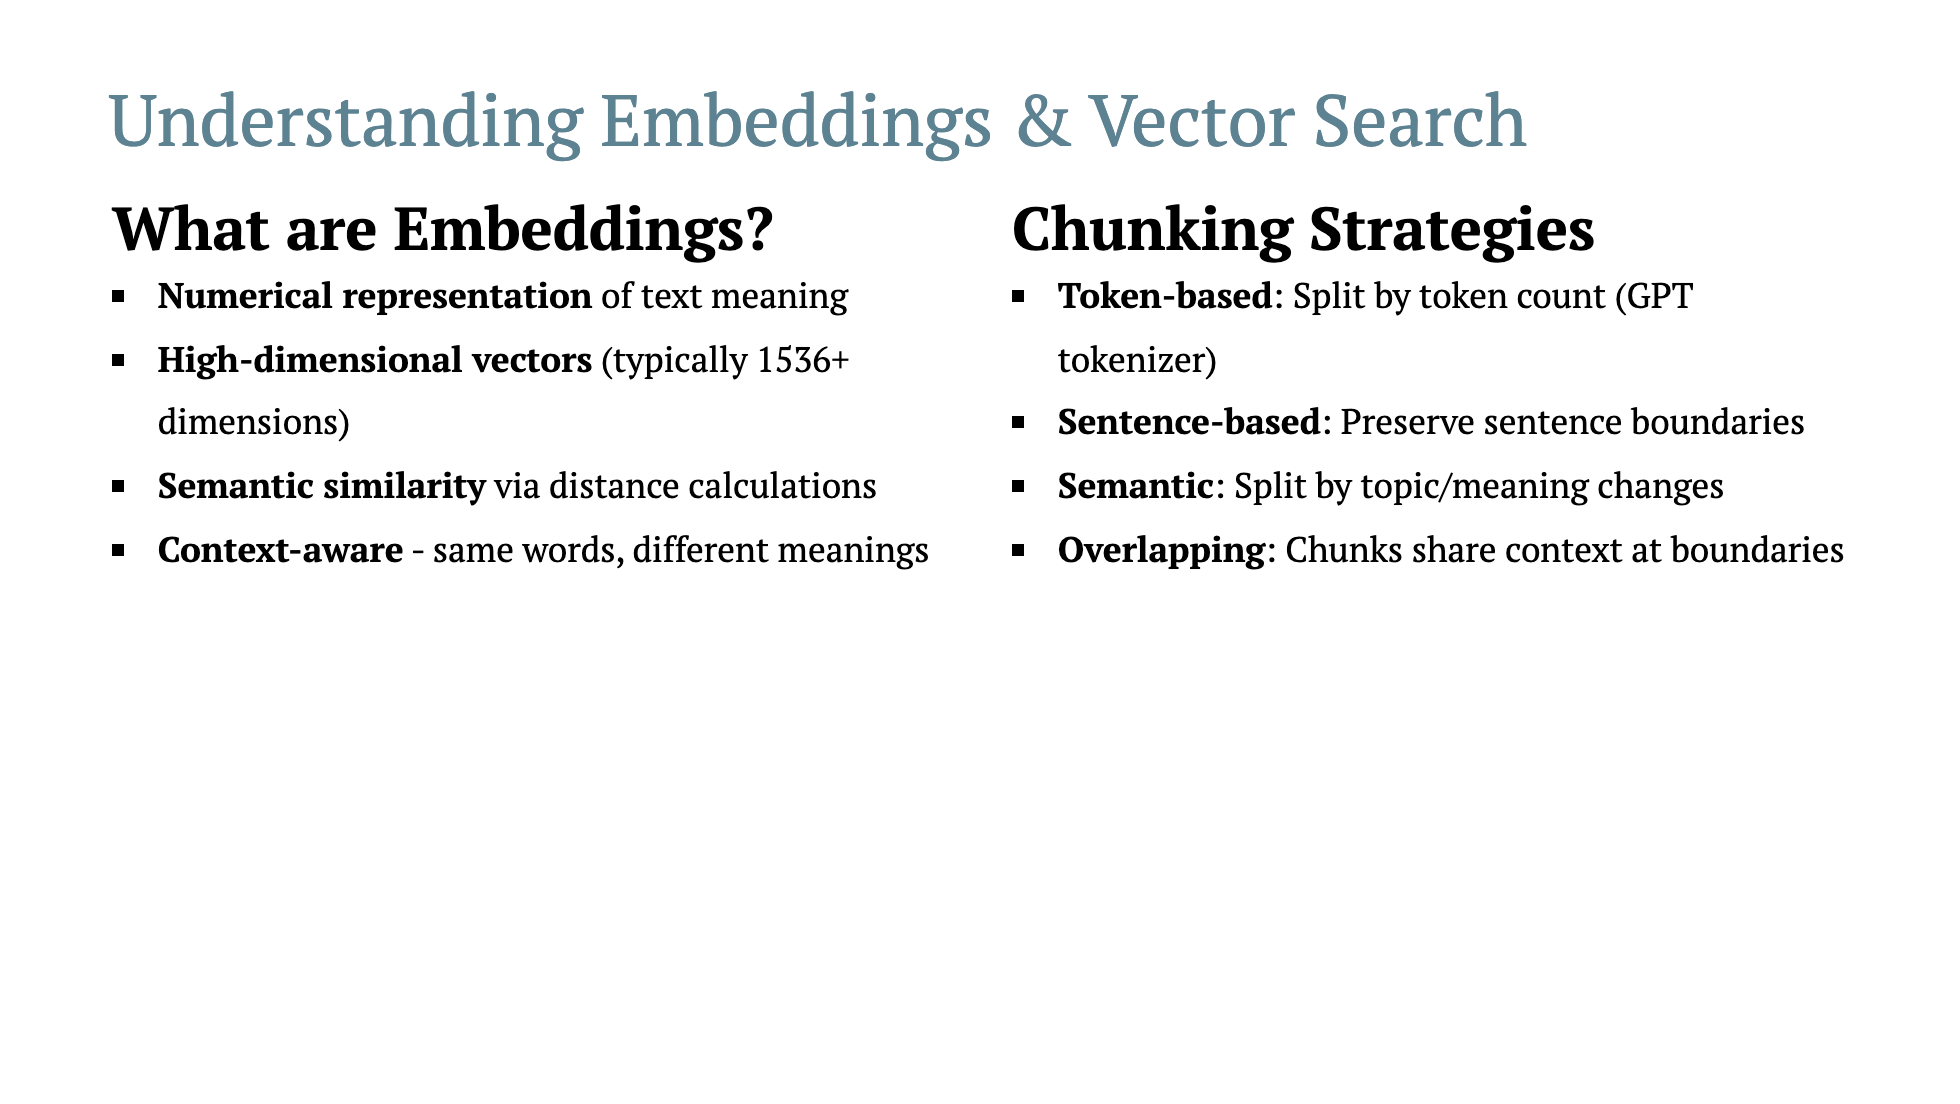 Understanding Embeddings & Vector Search
What are Embeddings?
▪ Numerical representation of text meaning
▪ High-dimensional vectors (typically 1536+
dimensions)
▪ Semantic similarity via distance calculations
▪ Context-aware - same words, different meanings
Chunking Strategies
▪ Token-based: Split by token count (GPT
tokenizer)
▪ Sentence-based: Preserve sentence boundaries
▪ Semantic: Split by topic/meaning changes
▪ Overlapping: Chunks share context at boundaries